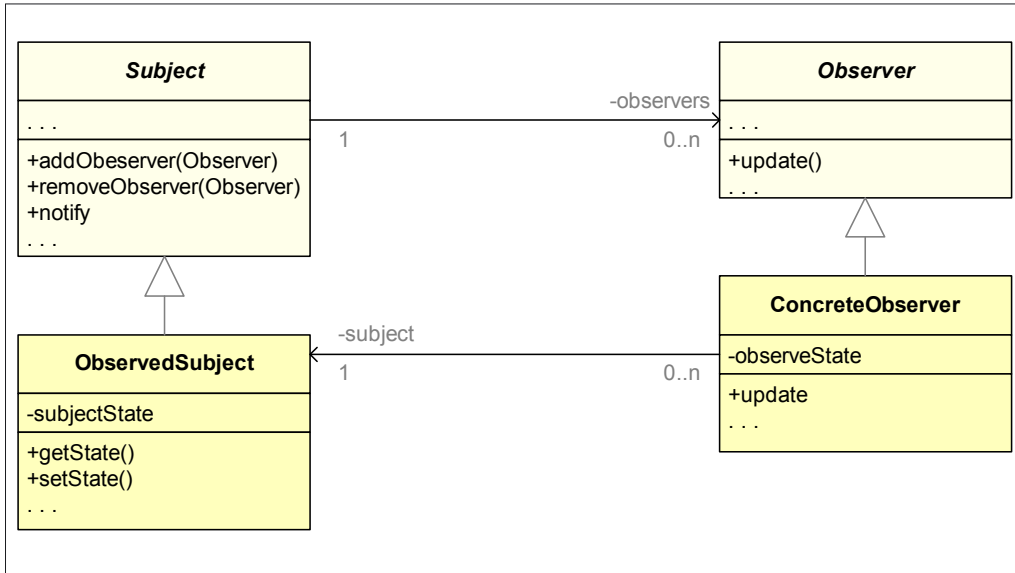 Subject
. . .
+addObeserver(Observer)
+removeObserver(Observer)
+notify
. . .
-observers
1
0..n
Observer
. . .
+update()
. . .
ObservedSubject
-subjectState
+getState()
+setState()
. . .
-subject
1
0..n
ConcreteObserver
-observeState
+update
. . .